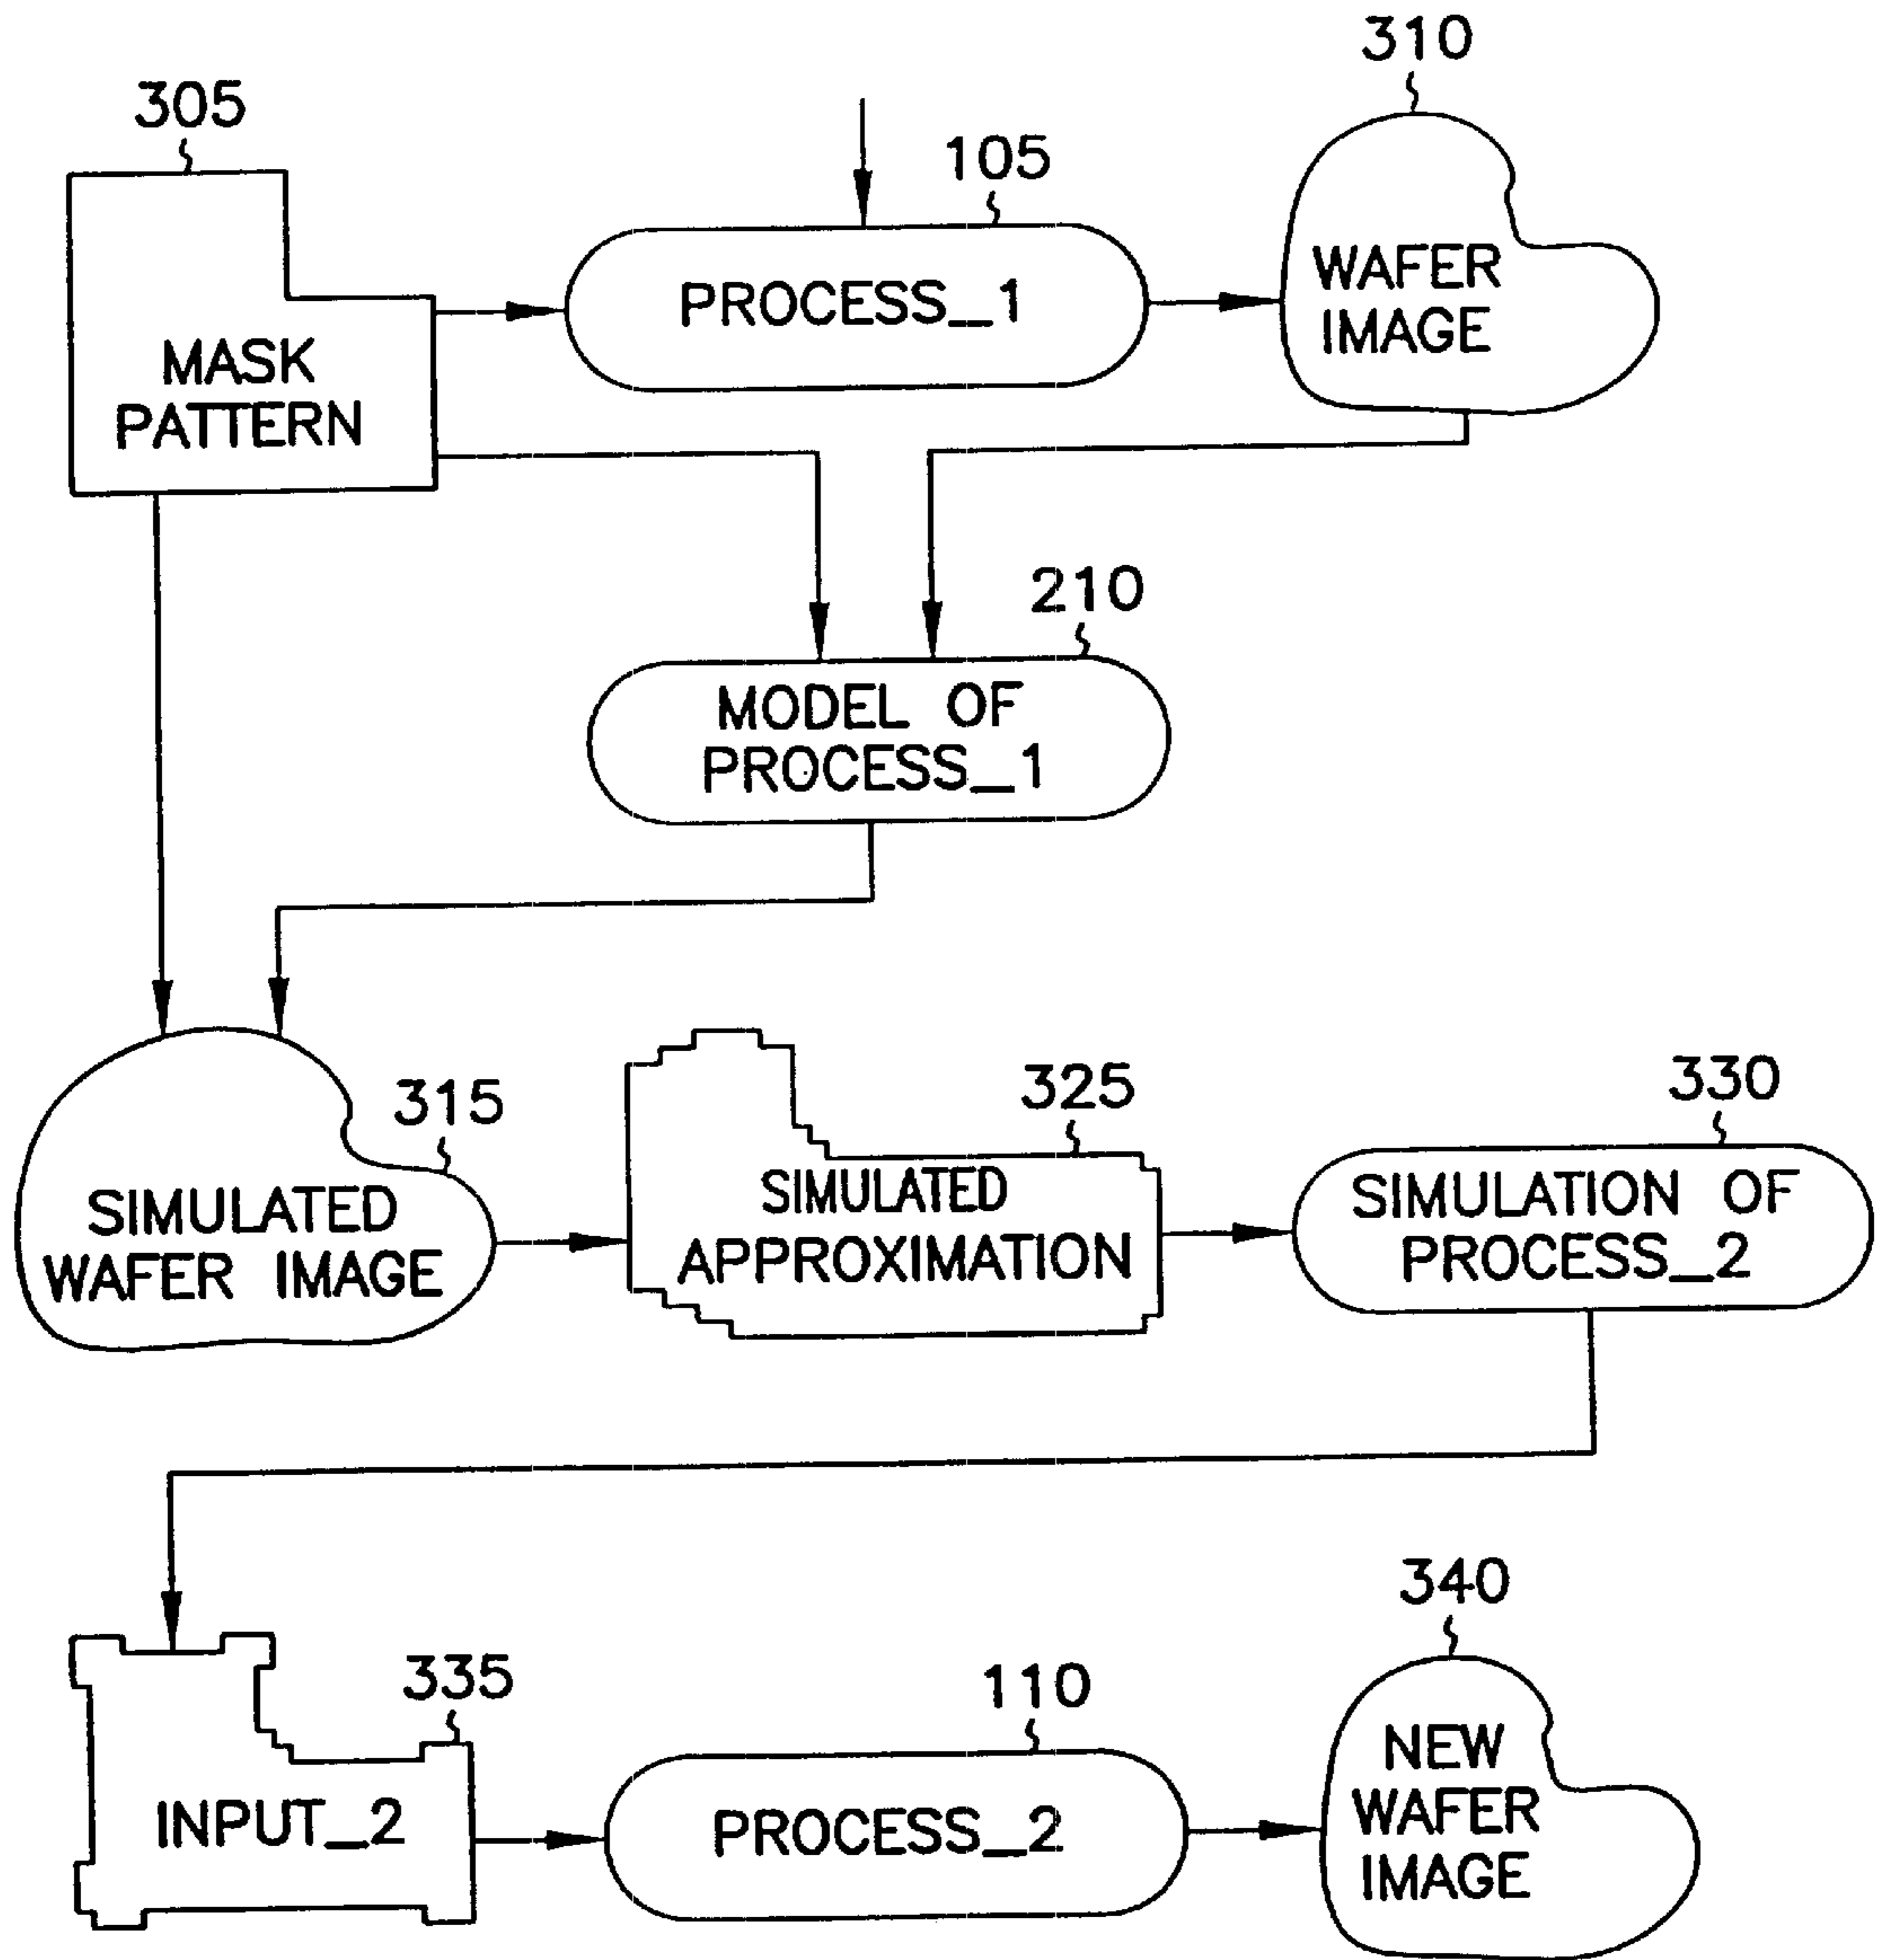 310
305
105
WAFER
IMAGE
PROCESS_1
MASK
PATTERN
210
MODEL OF
PROCESS_1
315
325
330
SIMULATED
WAFER IMAGE
SIMULATED
APPROXIMATION
SIMULATION OF
PROCESS_2
340
335
110
INPUT_2
PROCESS_2
NEW
WAFER
IMAGE